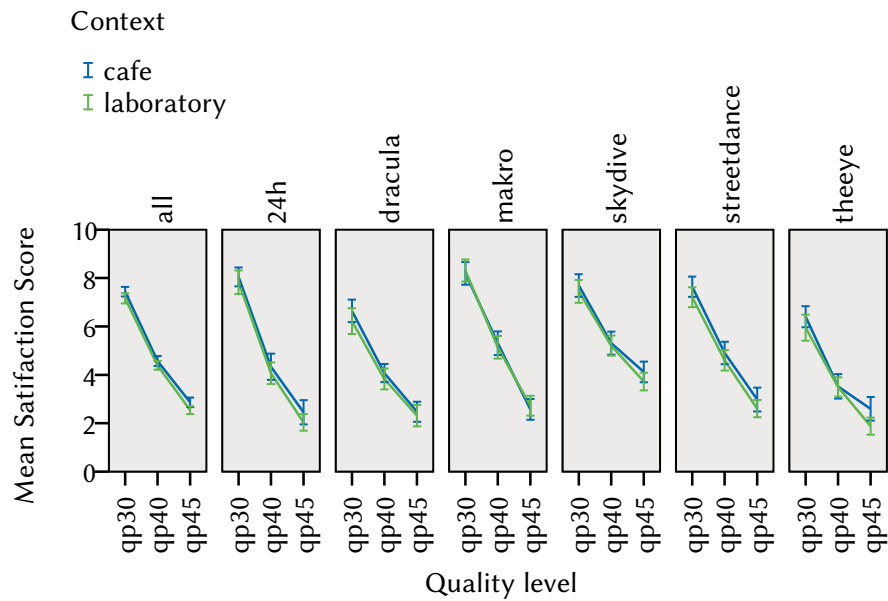 Context
cafe
laboratory
all
24h
dracula
makro
skydive
streetdance
theeye
Mean Satifaction Score
10
8
6
4
2
0
qp30 qp40 qp45 qp30 qp40 qp45 qp30 qp40 qp45 qp30 qp40 qp45 qp30 qp40 qp45 qp30 qp40 qp45 qp30 qp40 qp45
Quality level